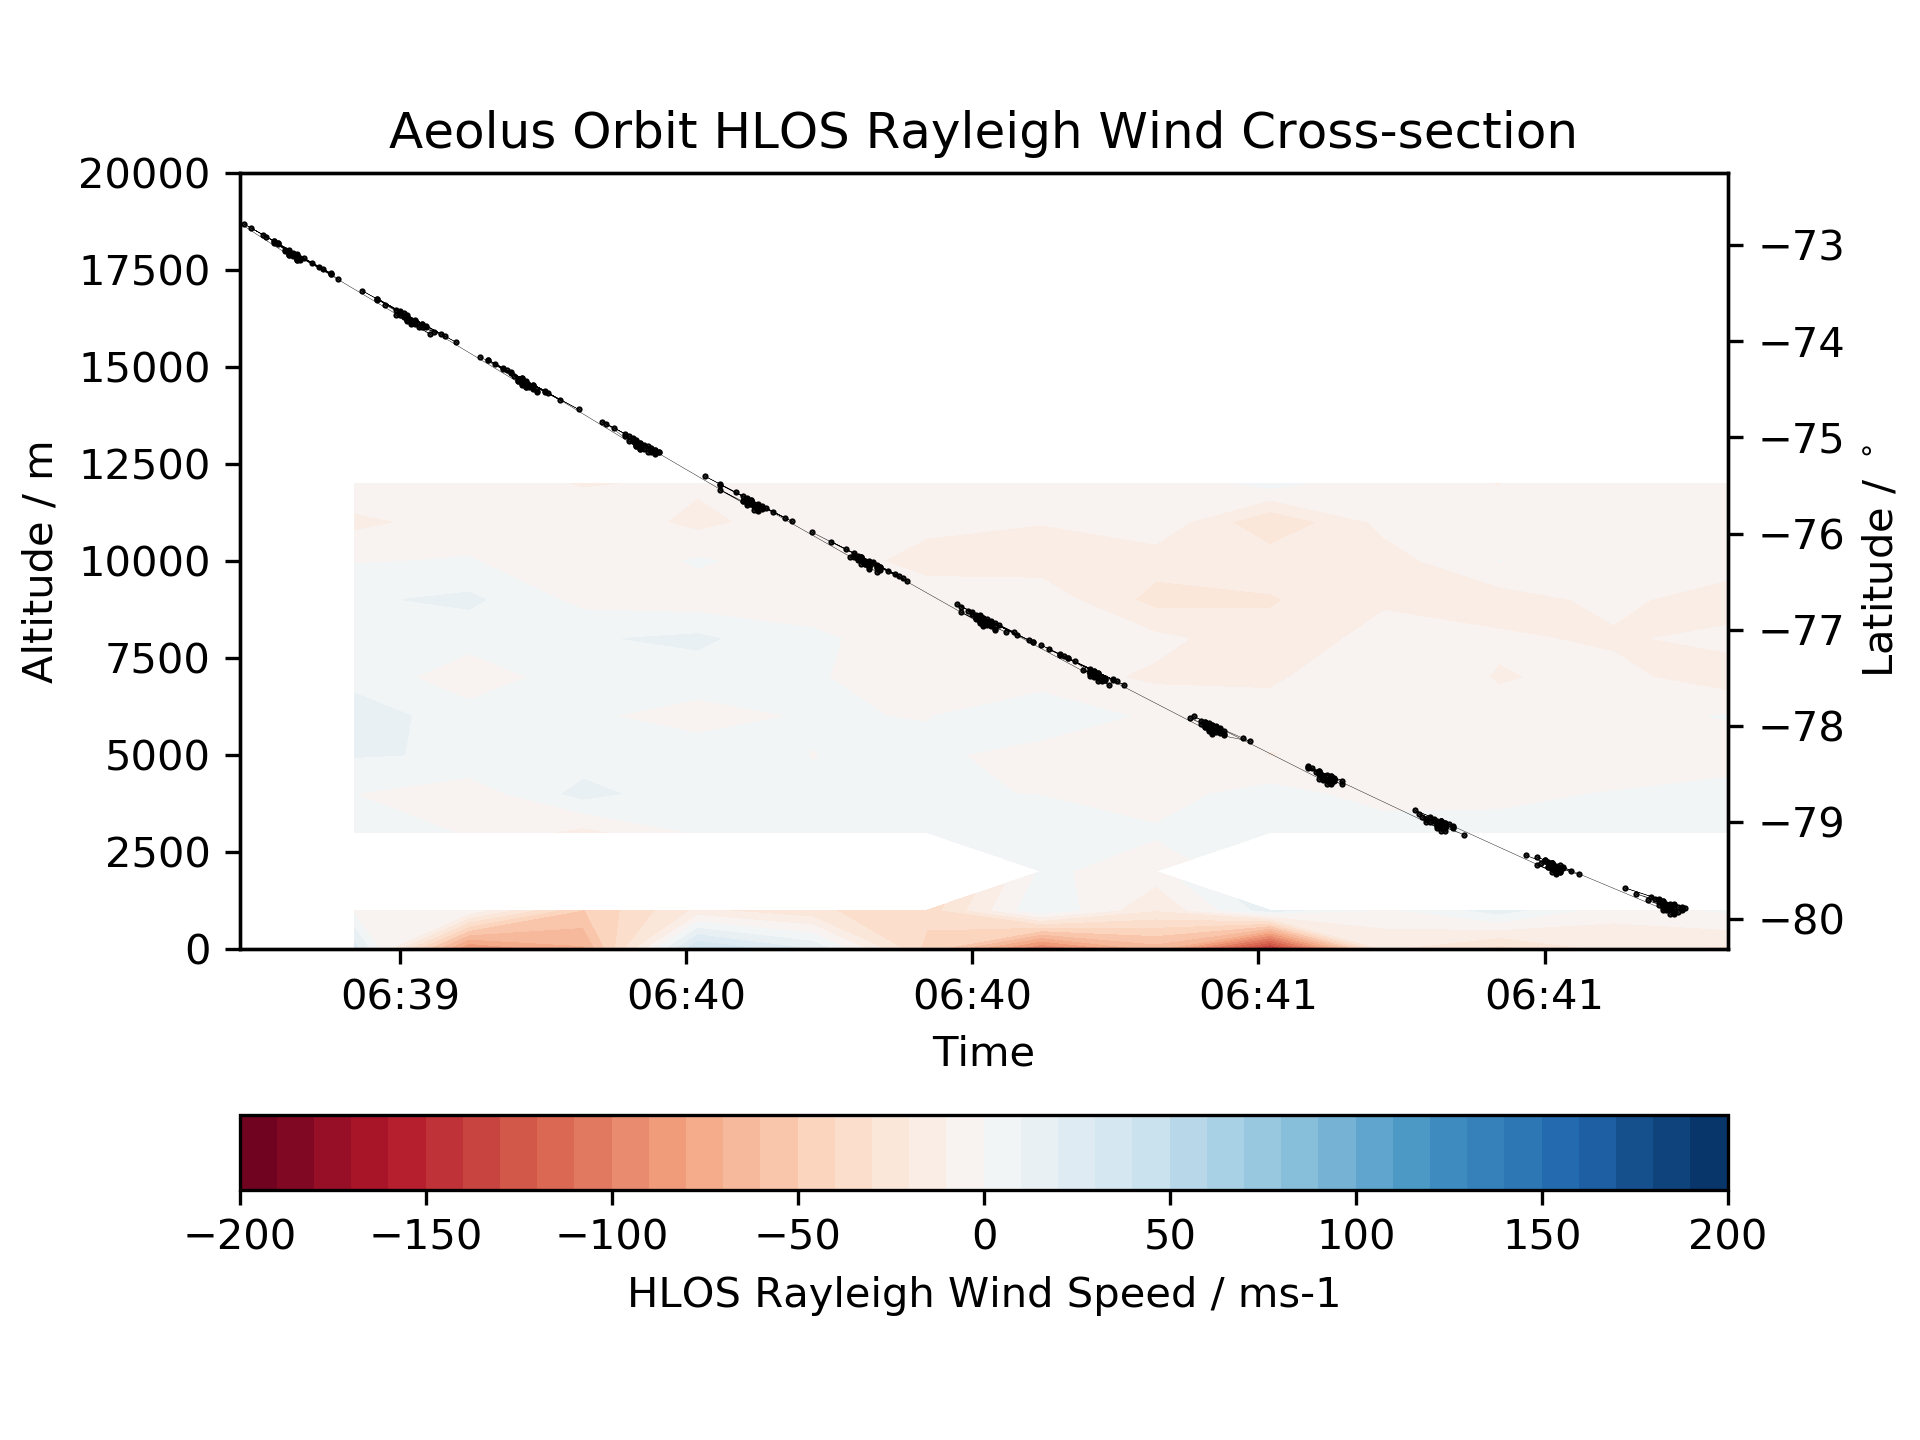 Aeolus Orbit HLOS Rayleigh Wind Cross-section
20000
17500
15000
12500
10000
7500
5000
2500
0
Altitude / m
−73
−74
−75
−76
−77
−78
−79
−80
Latitude / °
06:39 06:40 06:40 06:41 06:41
Time
−200 −150 −100 −50 0 50 100 150 200
HLOS Rayleigh Wind Speed / ms-1